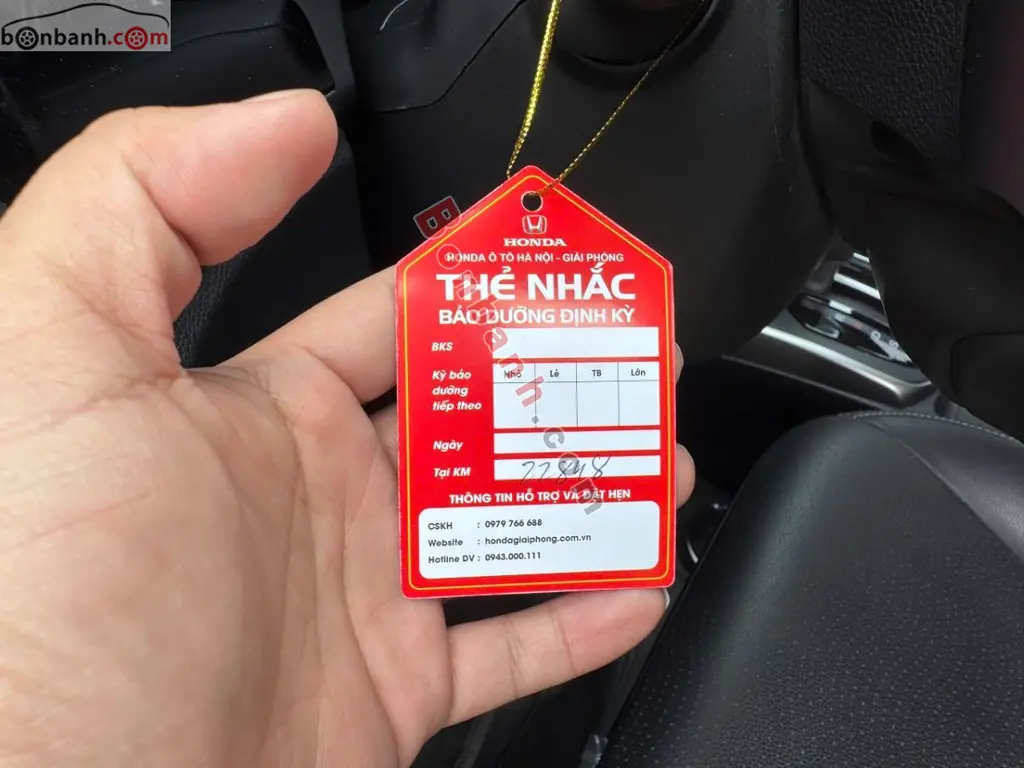 bonbanh.com
HONDA
HONDA Ô TÔ HÀ NỘI - GIẢI PHÓNG
THẺ NHẮC
BẢO DƯỠNG ĐỊNH KỲ
BKS
Kỳ bảo dưỡng tiếp theo
Nhỏ Lẻ TB Lớn
Ngày
Tại KM 22848
THÔNG TIN HỖ TRỢ VÀ ĐẶT HẸN
CSKH : 0979 766 688
Website : hondagiaiphong.com.vn
Hotline DV : 0943.000.111
Bonbanh.com